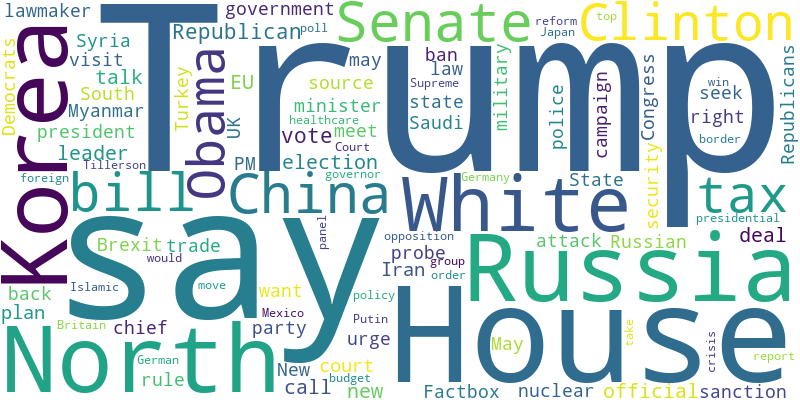 lawmaker
Trump
government
Senate
Clinton
Republican
poll
reform
Japan
top
Democrats
Korea
Syria
visit
talk
South
Myanmar
president
leader
Tillerson
foreign
Turkey
Obama
EU
UK
PM
may
source
minister
healthcare
vote
meet
Court
election
governor
ban
law
Supreme
state
Saudi
military
police
campaign
Congress
win
seek
right
border
Republicans
bill
China
White
Germany
State
security
tax
presidential
say
Brexit
trade
would
Islamic
move
panel
opposition
probe
Iran
group
order
attack
Russian
Russia
deal
back
plan
want
Mexico
policy
Putin
urge
House
North
Britain
chief
party
German
rule
New
call
court
budget
new
May
Factbox
nuclear
official
take
crisis
report
sanction